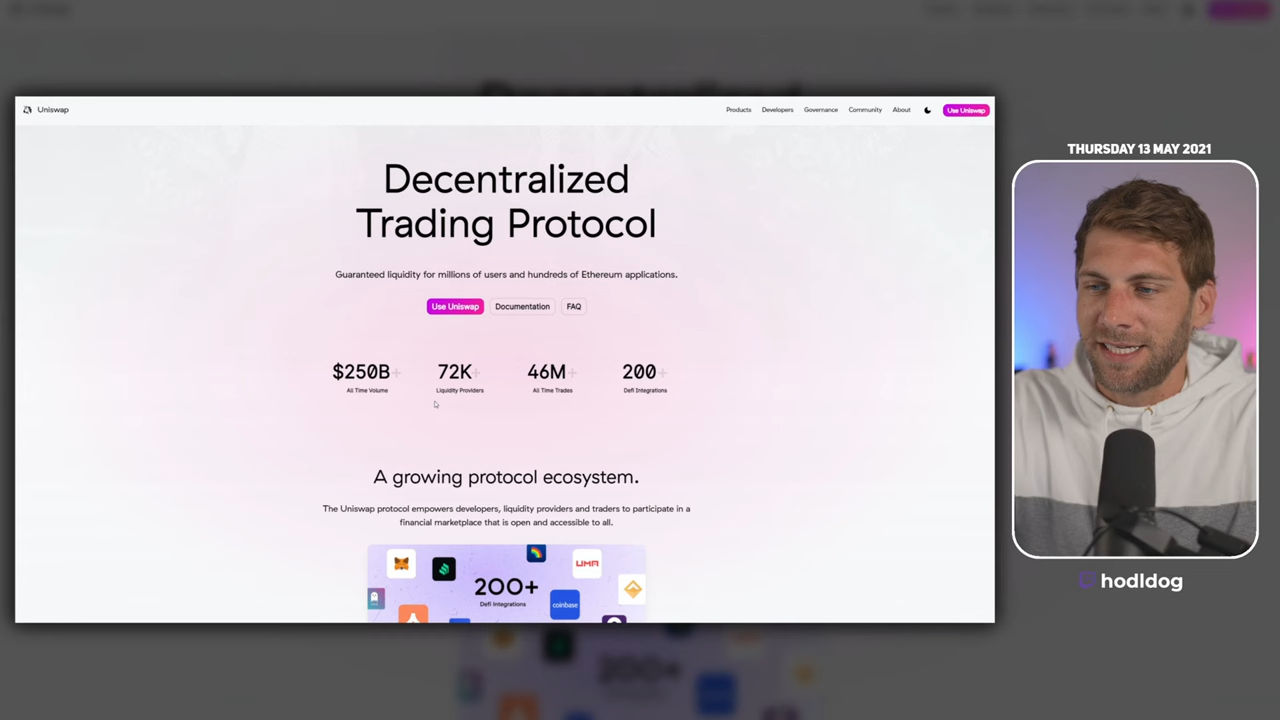 Uniswap
Products Developers Governance Community About Use Uniswap
THURSDAY 13 MAY 2021
Decentralized
Trading Protocol
Guaranteed liquidity for millions of users and hundreds of Ethereum applications.
Use Uniswap Documentation FAQ
$250B+ 72K+ 46M+ 200+
All Time Volume Liquidity Providers All Time Trades Defi Integrations
A growing protocol ecosystem.
The Uniswap protocol empowers developers, liquidity providers and traders to participate in a
financial marketplace that is open and accessible to all.
UMA
200+
Defi Integrations
coinbase
hodldog
200+